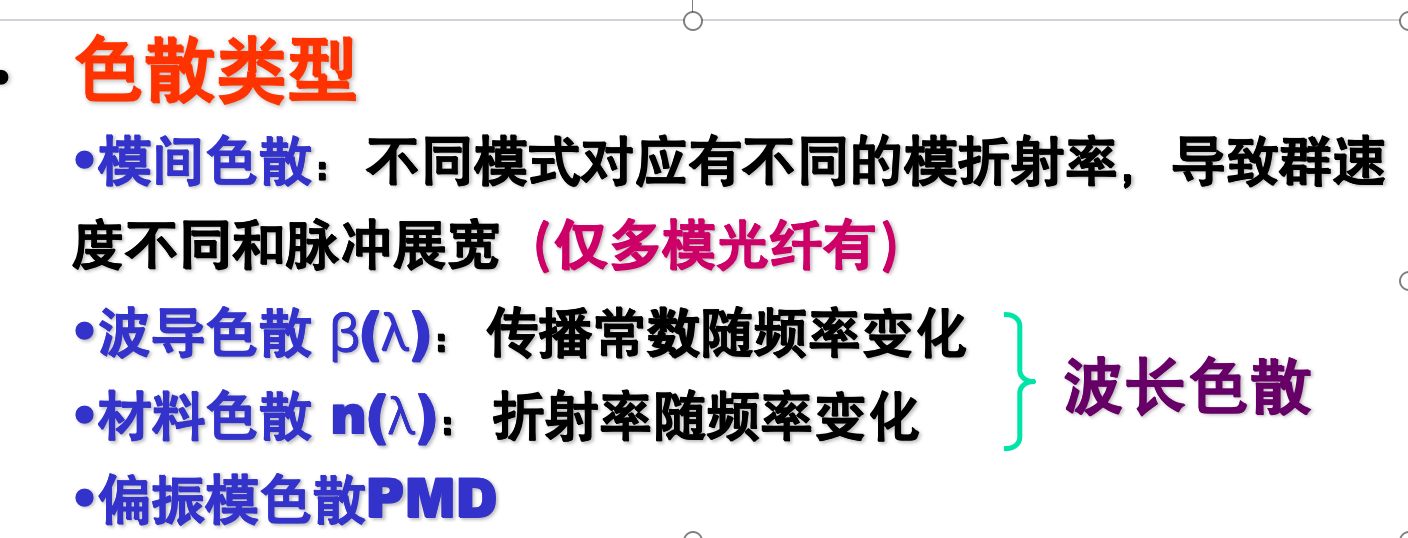 • 色散类型
•模间色散：不同模式对应有不同的模折射率，导致群速
度不同和脉冲展宽（仅多模光纤有）
•波导色散 β(λ)：传播常数随频率变化
•材料色散 n(λ)：折射率随频率变化
波长色散
•偏振模色散PMD